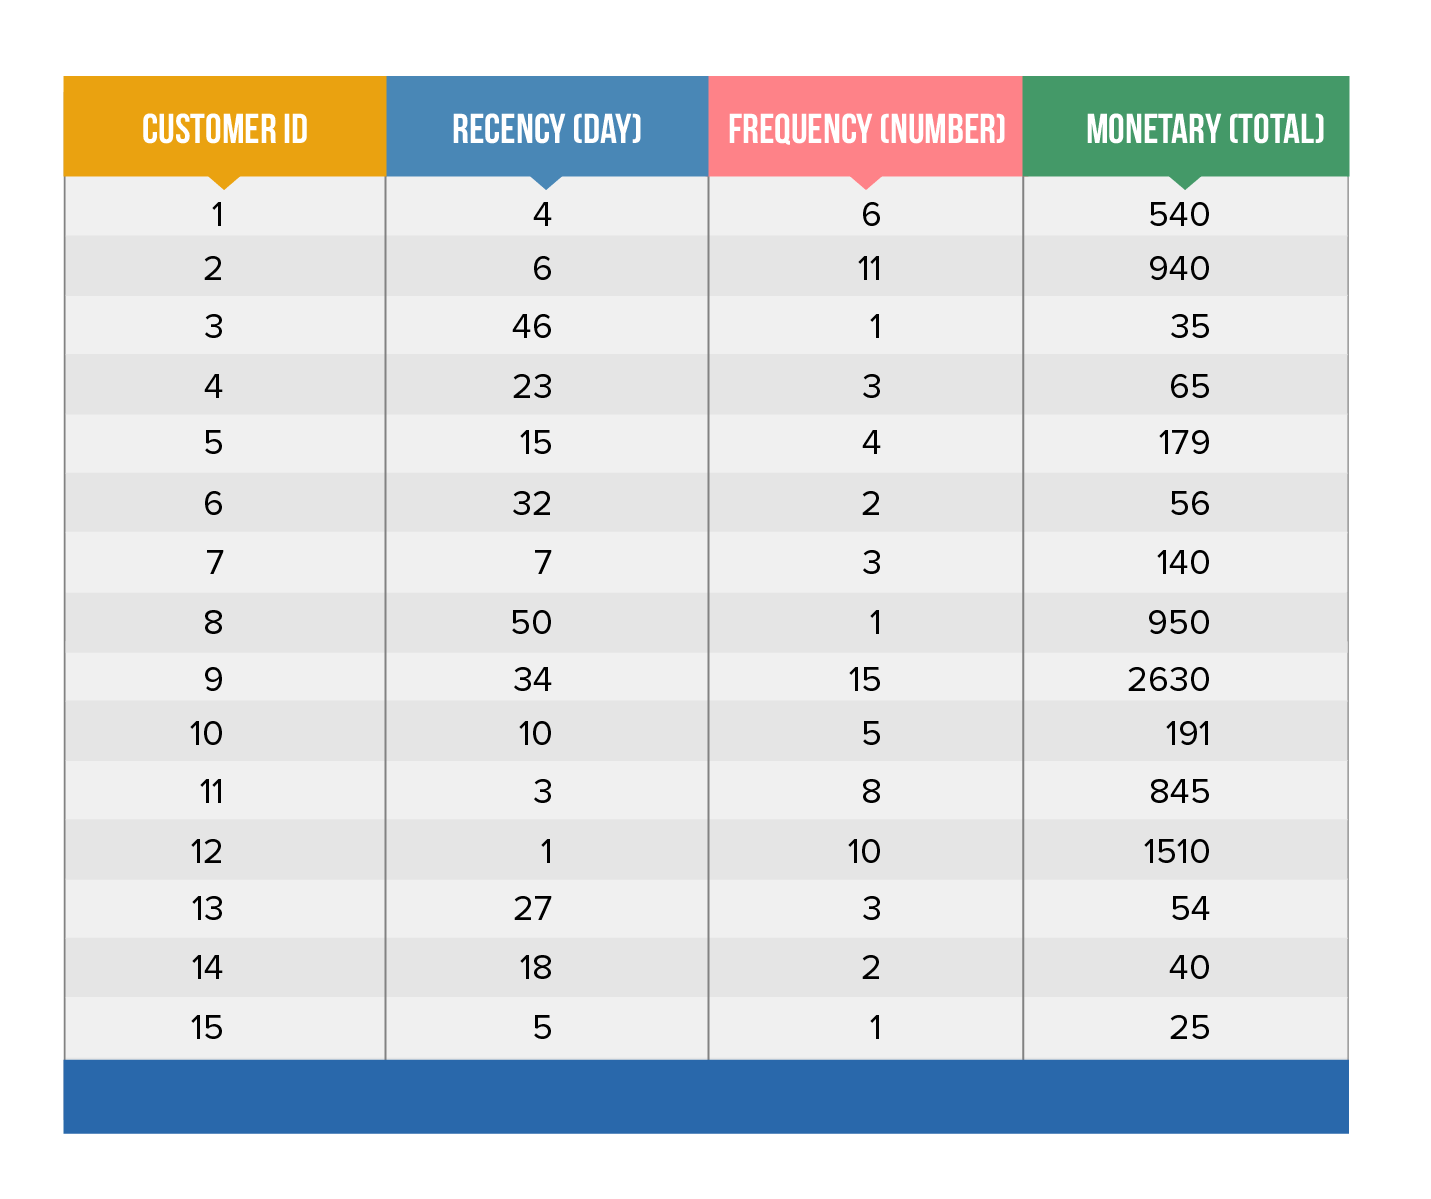 CUSTOMER ID RECENCY (DAY) FREQUENCY (NUMBER) MONETARY (TOTAL)
1 4 6 540
2 6 11 940
3 46 1 35
4 23 3 65
5 15 4 179
6 32 2 56
7 7 3 140
8 50 1 950
9 34 15 2630
10 10 5 191
11 3 8 845
12 1 10 1510
13 27 3 54
14 18 2 40
15 5 1 25